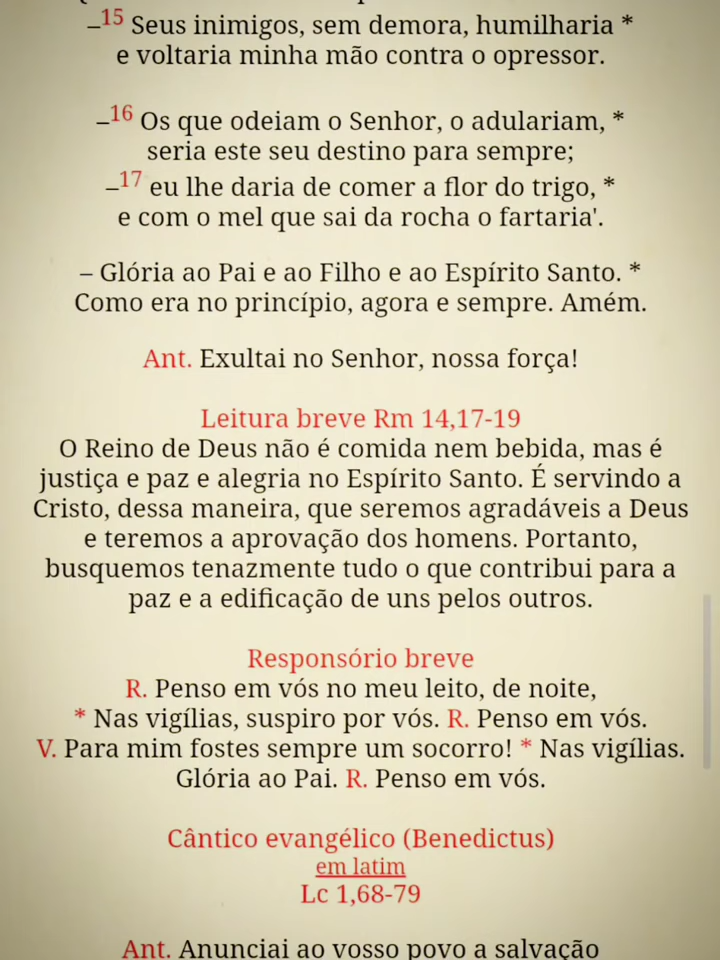 –15 Seus inimigos, sem demora, humilharia *
e voltaria minha mão contra o opressor.
–16 Os que odeiam o Senhor, o adulariam, *
seria este seu destino para sempre;
–17 eu lhe daria de comer a flor do trigo, *
e com o mel que sai da rocha o fartaria'.
– Glória ao Pai e ao Filho e ao Espírito Santo. *
Como era no princípio, agora e sempre. Amém.
Ant. Exultai no Senhor, nossa força!
Leitura breve Rm 14,17-19
O Reino de Deus não é comida nem bebida, mas é
justiça e paz e alegria no Espírito Santo. É servindo a
Cristo, dessa maneira, que seremos agradáveis a Deus
e teremos a aprovação dos homens. Portanto,
busquemos tenazmente tudo o que contribui para a
paz e a edificação de uns pelos outros.
Responsório breve
R. Penso em vós no meu leito, de noite,
* Nas vigílias, suspiro por vós. R. Penso em vós.
V. Para mim fostes sempre um socorro! * Nas vigílias.
Glória ao Pai. R. Penso em vós.
Cântico evangélico (Benedictus)
em latim
Lc 1,68-79
Ant. Anunciai ao vosso povo a salvação